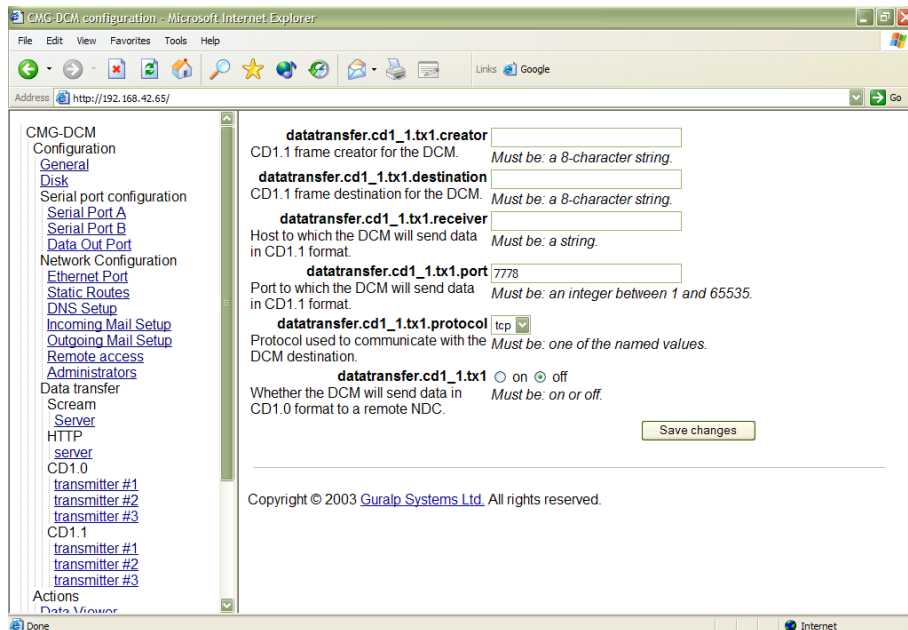 CMG-DCM configuration - Microsoft Internet Explorer
File Edit View Favorites Tools Help
Links Google
Address http://192.168.42.65/ Go
CMG-DCM
Configuration
General
Disk
Serial port configuration
Serial Port A
Serial Port B
Data Out Port
Network Configuration
Ethernet Port
Static Routes
DNS Setup
Incoming Mail Setup
Outgoing Mail Setup
Remote access
Administrators
Data transfer
Scream
Server
HTTP
server
CD1.0
transmitter #1
transmitter #2
transmitter #3
CD1.1
transmitter #1
transmitter #2
transmitter #3
Actions
Data Viewer
datatransfer.cd1_1.tx1.creator
CD1.1 frame creator for the DCM.
Must be: a 8-character string.
datatransfer.cd1_1.tx1.destination
CD1.1 frame destination for the DCM.
Must be: a 8-character string.
datatransfer.cd1_1.tx1.receiver
Host to which the DCM will send data
in CD1.1 format.
Must be: a string.
datatransfer.cd1_1.tx1.port 7778
Port to which the DCM will send data
in CD1.1 format.
Must be: an integer between 1 and 65535.
datatransfer.cd1_1.tx1.protocol tcp
Protocol used to communicate with the
DCM destination.
Must be: one of the named values.
datatransfer.cd1_1.tx1 on off
Whether the DCM will send data in
CD1.0 format to a remote NDC.
Must be: on or off.
Save changes
Copyright © 2003 Guralp Systems Ltd. All rights reserved.
Done Internet